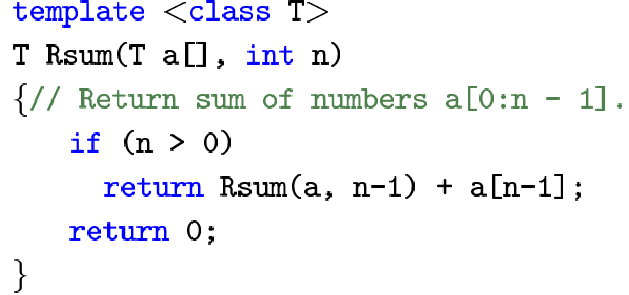 template <class T>
T Rsum(T a[], int n)
{// Return sum of numbers a[0:n - 1].
if (n > 0)
return Rsum(a, n-1) + a[n-1];
return 0;
}